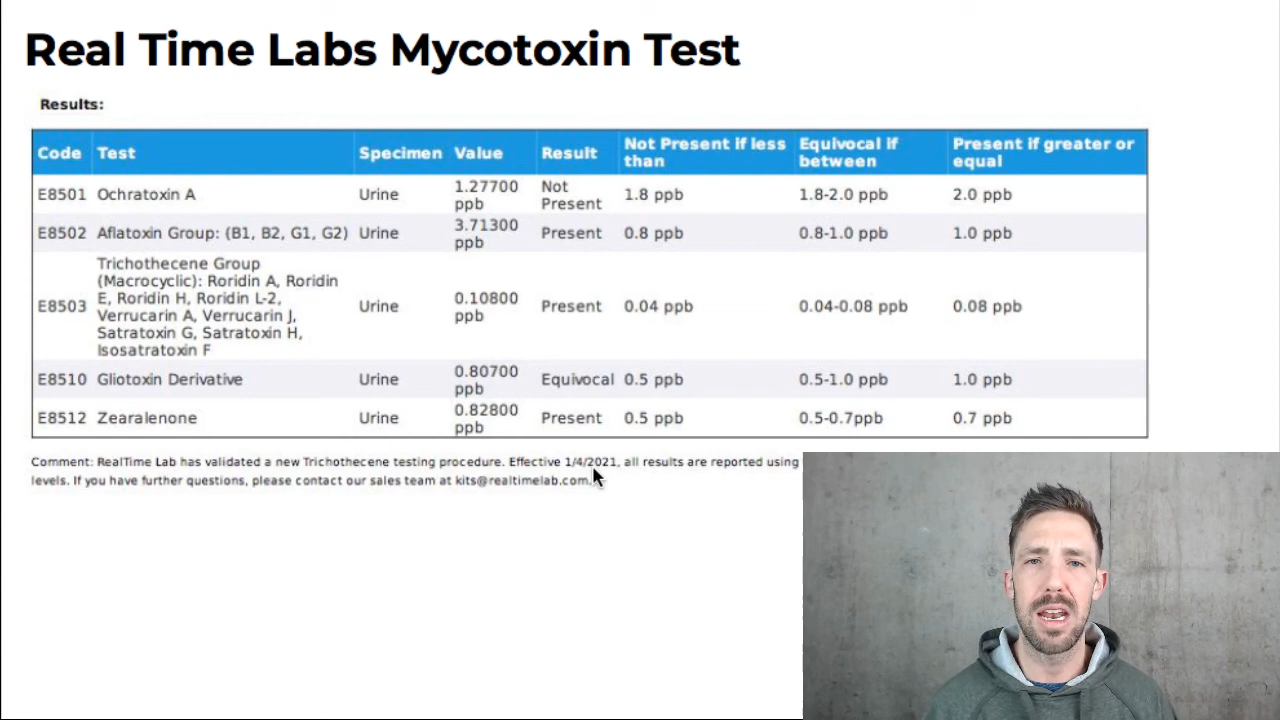 Real Time Labs Mycotoxin Test
Results:
Code Test Specimen Value Result Not Present if less than Equivocal if between Present if greater or equal
E8501 Ochratoxin A Urine 1.27700 ppb Not Present 1.8 ppb 1.8-2.0 ppb 2.0 ppb
E8502 Aflatoxin Group: (B1, B2, G1, G2) Urine 3.71300 ppb Present 0.8 ppb 0.8-1.0 ppb 1.0 ppb
E8503 Trichothecene Group (Macrocyclic): Roridin A, Roridin E, Roridin H, Roridin L-2, Verrucarin A, Verrucarin J, Satratoxin G, Satratoxin H, Isosatratoxin F Urine 0.10800 ppb Present 0.04 ppb 0.04-0.08 ppb 0.08 ppb
E8510 Gliotoxin Derivative Urine 0.80700 ppb Equivocal 0.5 ppb 0.5-1.0 ppb 1.0 ppb
E8512 Zearalenone Urine 0.82800 ppb Present 0.5 ppb 0.5-0.7ppb 0.7 ppb
Comment: RealTime Lab has validated a new Trichothecene testing procedure. Effective 1/4/2021, all results are reported using
levels. If you have further questions, please contact our sales team at kits@realtimelab.com.